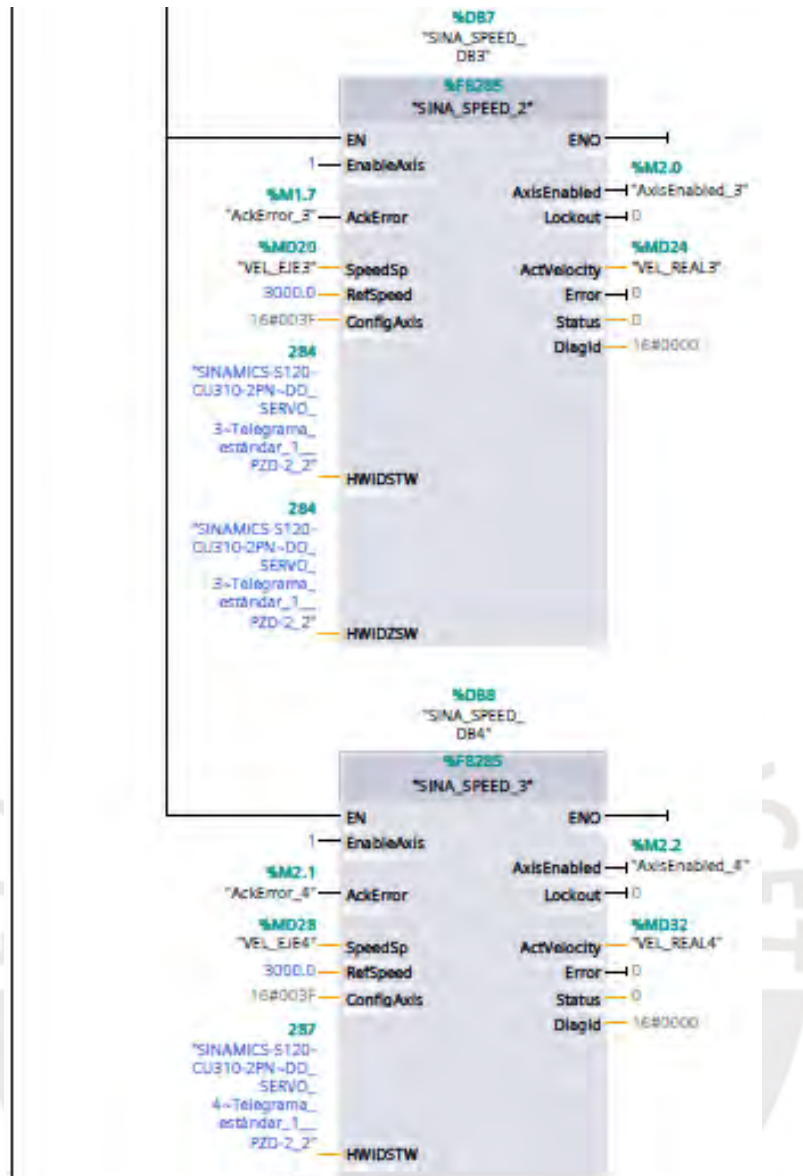 %DB7
"SINA_SPEED_
DB3"
%FB285
"SINA_SPEED_2"
EN ENO
1 EnableAxis
%M2.0
AxisEnabled "AxisEnabled_3"
%M1.7
"AckError_3" AckError Lockout 0
%MD20 %MD24
"VEL_EJE3" SpeedSp ActVelocity "VEL_REAL3"
3000.0 RefSpeed Error 0
16#003F ConfigAxis Status 0
DiagId 16#0000
284
"SINAMICS-S120-
CU310-2PN~DO_
SERVO_
3~Telegrama_
estándar_1__
PZD-2_2"
HWIDSTW
284
"SINAMICS-S120-
CU310-2PN~DO_
SERVO_
3~Telegrama_
estándar_1__
PZD-2_2"
HWIDZSW
%DB8
"SINA_SPEED_
DB4"
%FB285
"SINA_SPEED_3"
EN ENO
1 EnableAxis
%M2.2
AxisEnabled "AxisEnabled_4"
%M2.1
"AckError_4" AckError Lockout 0
%MD28 %MD32
"VEL_EJE4" SpeedSp ActVelocity "VEL_REAL4"
3000.0 RefSpeed Error 0
16#003F ConfigAxis Status 0
DiagId 16#0000
287
"SINAMICS-S120-
CU310-2PN~DO_
SERVO_
4~Telegrama_
estándar_1__
PZD-2_2"
HWIDSTW